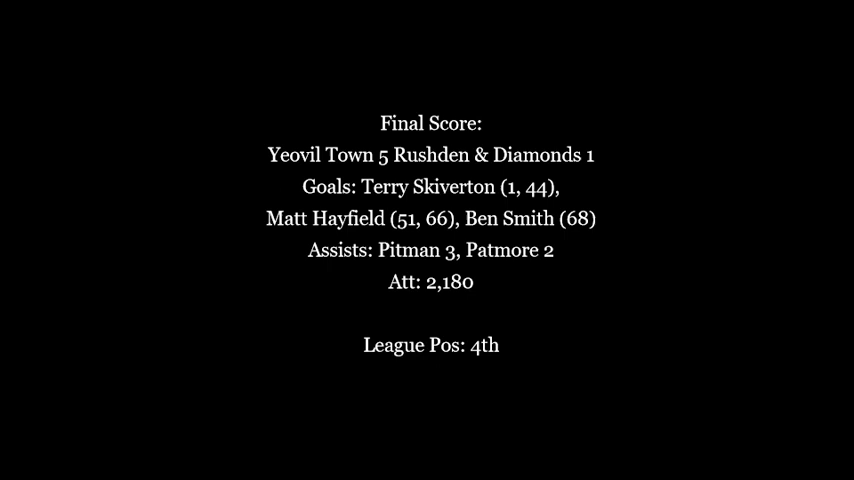 Final Score:
Yeovil Town 5 Rushden & Diamonds 1
Goals: Terry Skiverton (1, 44),
Matt Hayfield (51, 66), Ben Smith (68)
Assists: Pitman 3, Patmore 2
Att: 2,180
League Pos: 4th